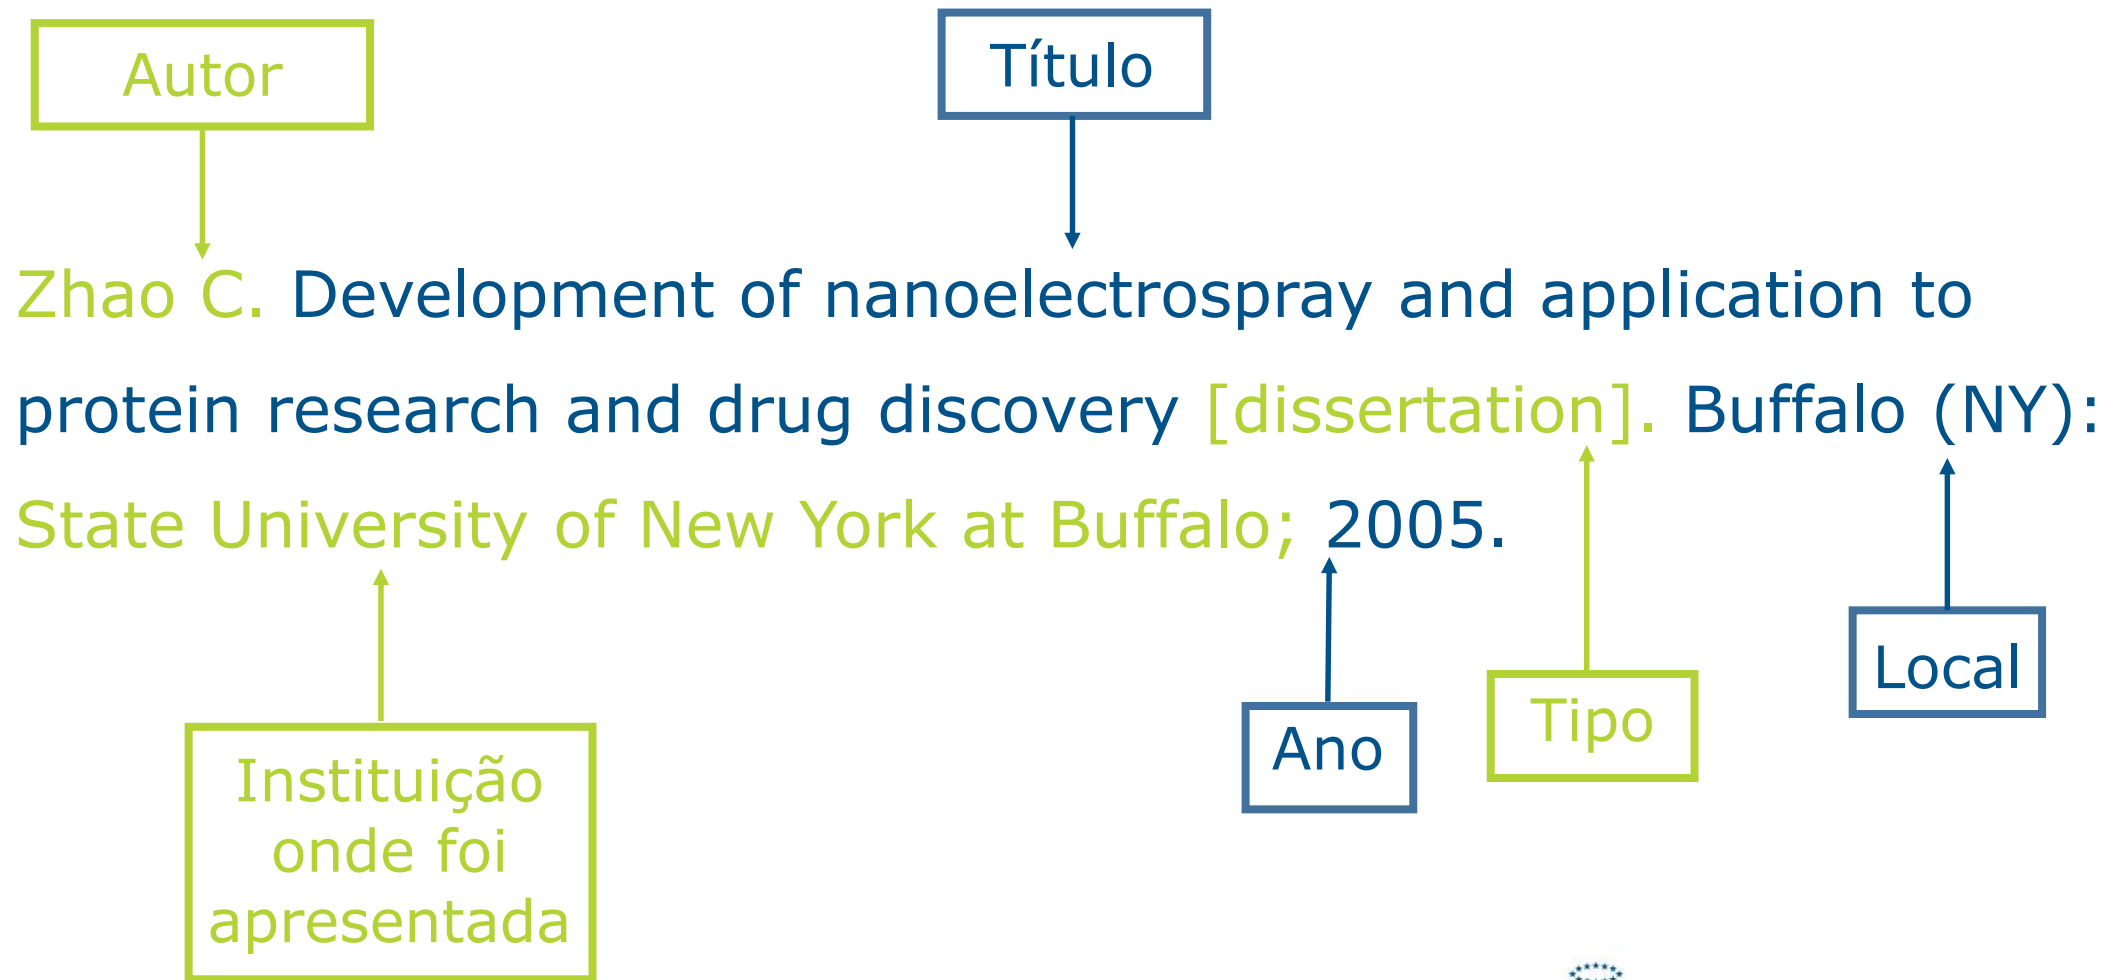 Autor
Título
Zhao C. Development of nanoelectrospray and application to
protein research and drug discovery [dissertation]. Buffalo (NY):
State University of New York at Buffalo; 2005.
Local
Tipo
Ano
Instituição
onde foi
apresentada